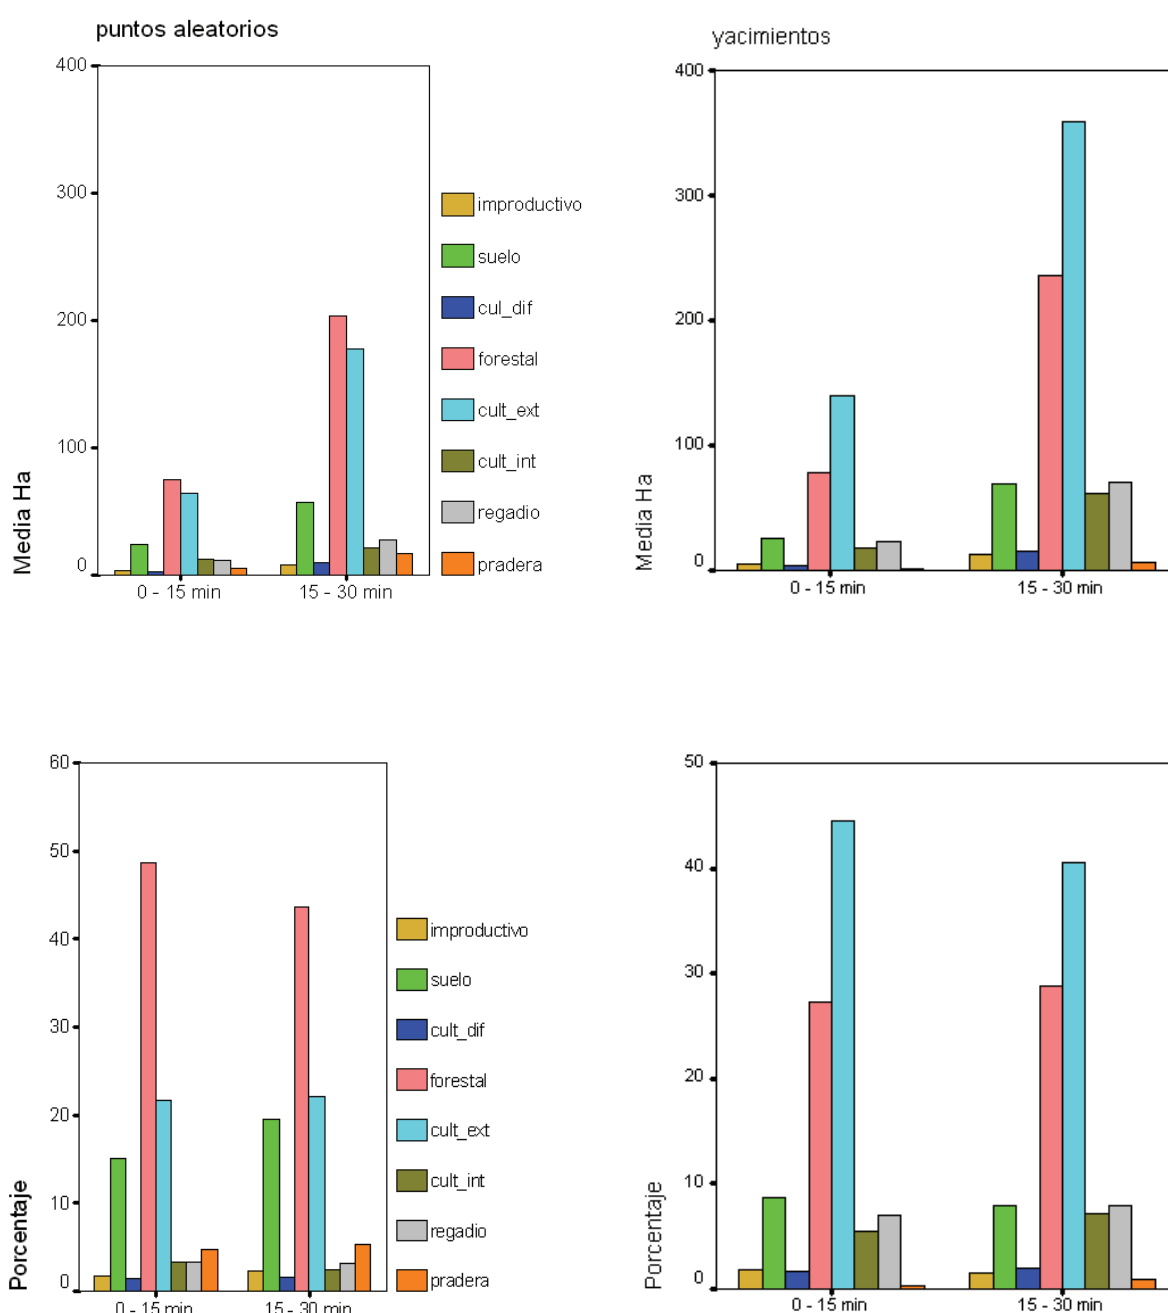 puntos aleatorios
400
300
200
100
0
Media Ha
0 - 15 min
15 - 30 min
improductivo
suelo
cul_dif
forestal
cult_ext
cult_int
regadio
pradera
yacimientos
400
300
200
100
0
Media Ha
0 - 15 min
15 - 30 min
60
50
40
30
20
10
0
Porcentaje
0 - 15 min
15 - 30 min
improductivo
suelo
cult_dif
forestal
cult_ext
cult_int
regadio
pradera
50
40
30
20
10
0
Porcentaje
0 - 15 min
15 - 30 min